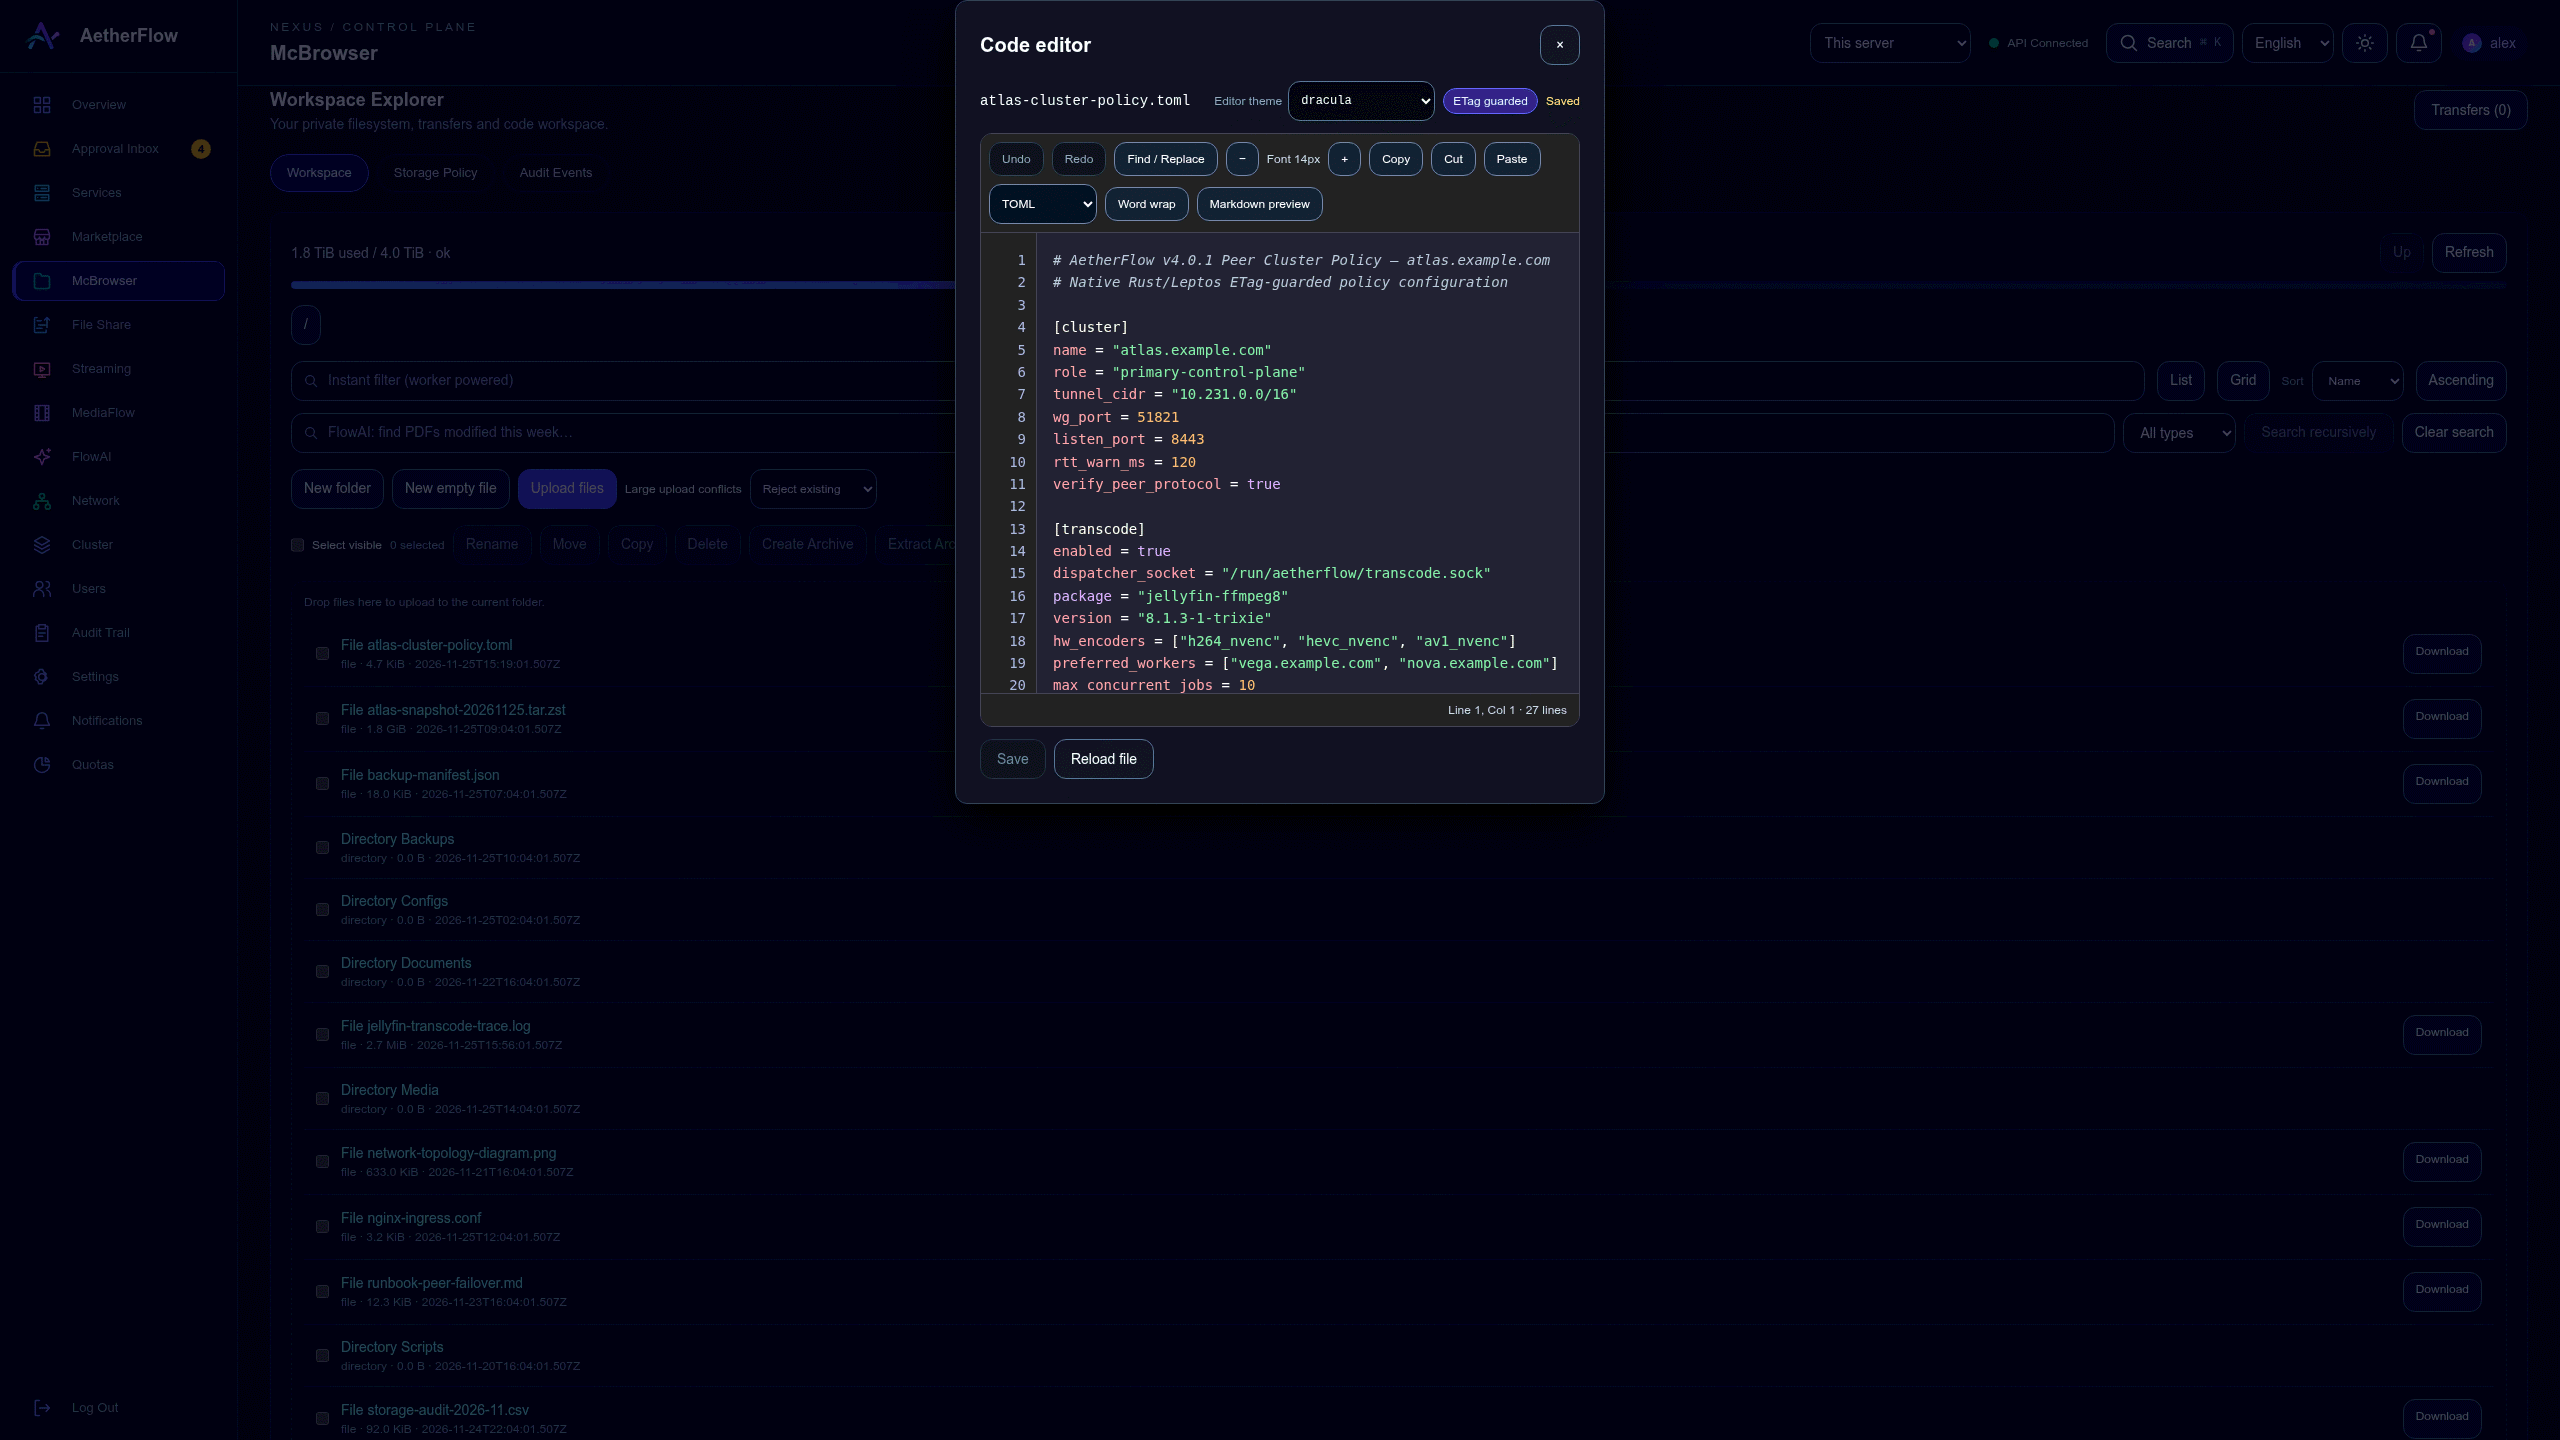 AetherFlow
Overview
Approval Inbox 4
Services
Marketplace
McBrowser
File Share
Streaming
MediaFlow
FlowAI
Network
Cluster
Users
Audit Trail
Settings
Notifications
Quotas
Log Out
NEXUS / CONTROL PLANE
McBrowser
This server
API Connected
Search ⌘ K
English
A alex
Workspace Explorer
Your private filesystem, transfers and code workspace.
Transfers (0)
Workspace Storage Policy Audit Events
1.8 TiB used / 4.0 TiB · ok
Up Refresh
/
Instant filter (worker powered)
List Grid Sort Name Ascending
FlowAI: find PDFs modified this week…
All types Search recursively Clear search
New folder New empty file Upload files Large upload conflicts Reject existing
Select visible 0 selected Rename Move Copy Delete Create Archive Extract Arc
Drop files here to upload to the current folder.
File atlas-cluster-policy.toml
file · 4.7 KiB · 2026-11-25T15:19:01.507Z
Download
File atlas-snapshot-20261125.tar.zst
file · 1.8 GiB · 2026-11-25T09:04:01.507Z
Download
File backup-manifest.json
file · 18.0 KiB · 2026-11-25T07:04:01.507Z
Download
Directory Backups
directory · 0.0 B · 2026-11-25T10:04:01.507Z
Directory Configs
directory · 0.0 B · 2026-11-25T02:04:01.507Z
Directory Documents
directory · 0.0 B · 2026-11-22T16:04:01.507Z
File jellyfin-transcode-trace.log
file · 2.7 MiB · 2026-11-25T15:56:01.507Z
Download
Directory Media
directory · 0.0 B · 2026-11-25T14:04:01.507Z
File network-topology-diagram.png
file · 633.0 KiB · 2026-11-21T16:04:01.507Z
Download
File nginx-ingress.conf
file · 3.2 KiB · 2026-11-25T12:04:01.507Z
Download
File runbook-peer-failover.md
file · 12.3 KiB · 2026-11-23T16:04:01.507Z
Download
Directory Scripts
directory · 0.0 B · 2026-11-20T16:04:01.507Z
File storage-audit-2026-11.csv
file · 92.0 KiB · 2026-11-24T22:04:01.507Z
Download
Code editor
×
atlas-cluster-policy.toml Editor theme dracula ETag guarded Saved
Undo Redo Find / Replace − Font 14px + Copy Cut Paste
TOML Word wrap Markdown preview
1 # AetherFlow v4.0.1 Peer Cluster Policy — atlas.example.com
2 # Native Rust/Leptos ETag-guarded policy configuration
3
4 [cluster]
5 name = "atlas.example.com"
6 role = "primary-control-plane"
7 tunnel_cidr = "10.231.0.0/16"
8 wg_port = 51821
9 listen_port = 8443
10 rtt_warn_ms = 120
11 verify_peer_protocol = true
12
13 [transcode]
14 enabled = true
15 dispatcher_socket = "/run/aetherflow/transcode.sock"
16 package = "jellyfin-ffmpeg8"
17 version = "8.1.3-1-trixie"
18 hw_encoders = ["h264_nvenc", "hevc_nvenc", "av1_nvenc"]
19 preferred_workers = ["vega.example.com", "nova.example.com"]
20 max_concurrent_jobs = 10
Line 1, Col 1 · 27 lines
Save Reload file